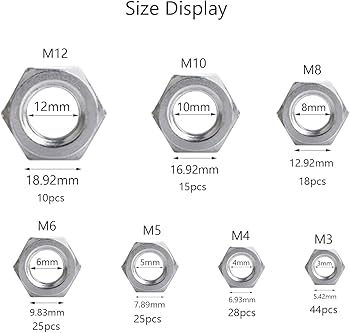 Size Display
M12
M10
M8
12mm
10mm
8mm
18.92mm
10pcs
16.92mm
15pcs
12.92mm
18pcs
M6
M5
M4
M3
6mm
5mm
4mm
3mm
9.83mm
25pcs
7.89mm
25pcs
6.93mm
28pcs
5.42mm
44pcs